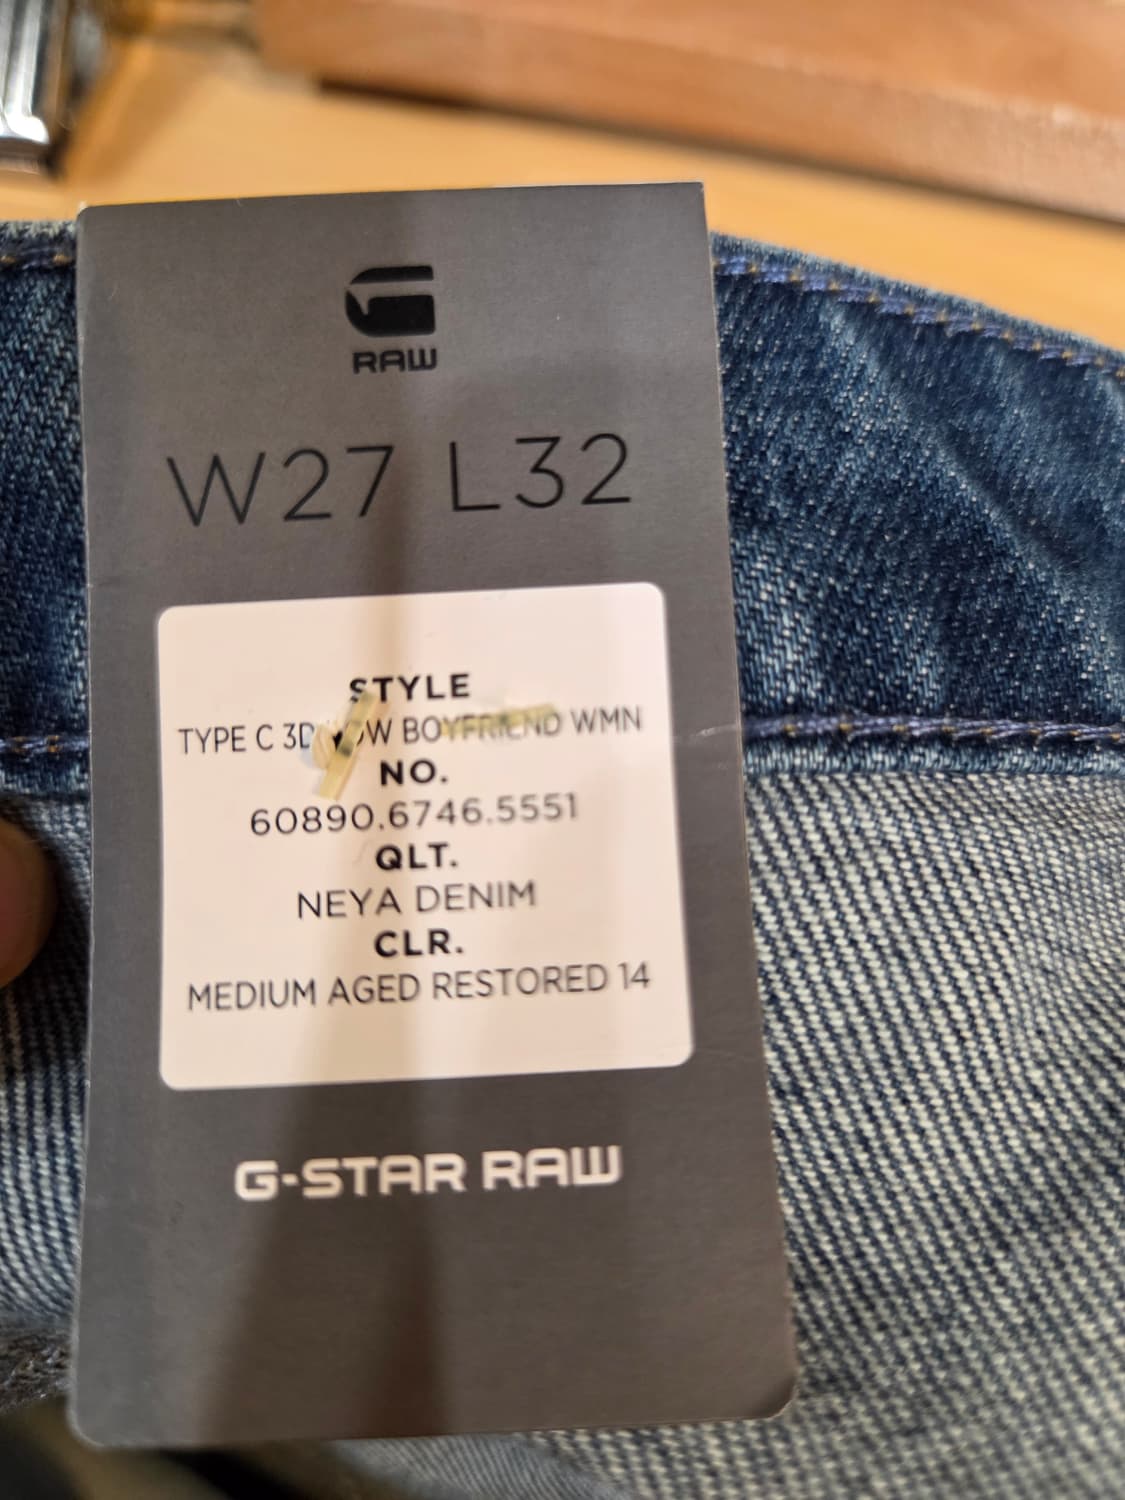 RAW
W27 L32
STYLE
TYPE C 3D LOW BOYFRIEND WMN
NO.
60890.6746.5551
QLT.
NEYA DENIM
CLR.
MEDIUM AGED RESTORED 14
G-STAR RAW